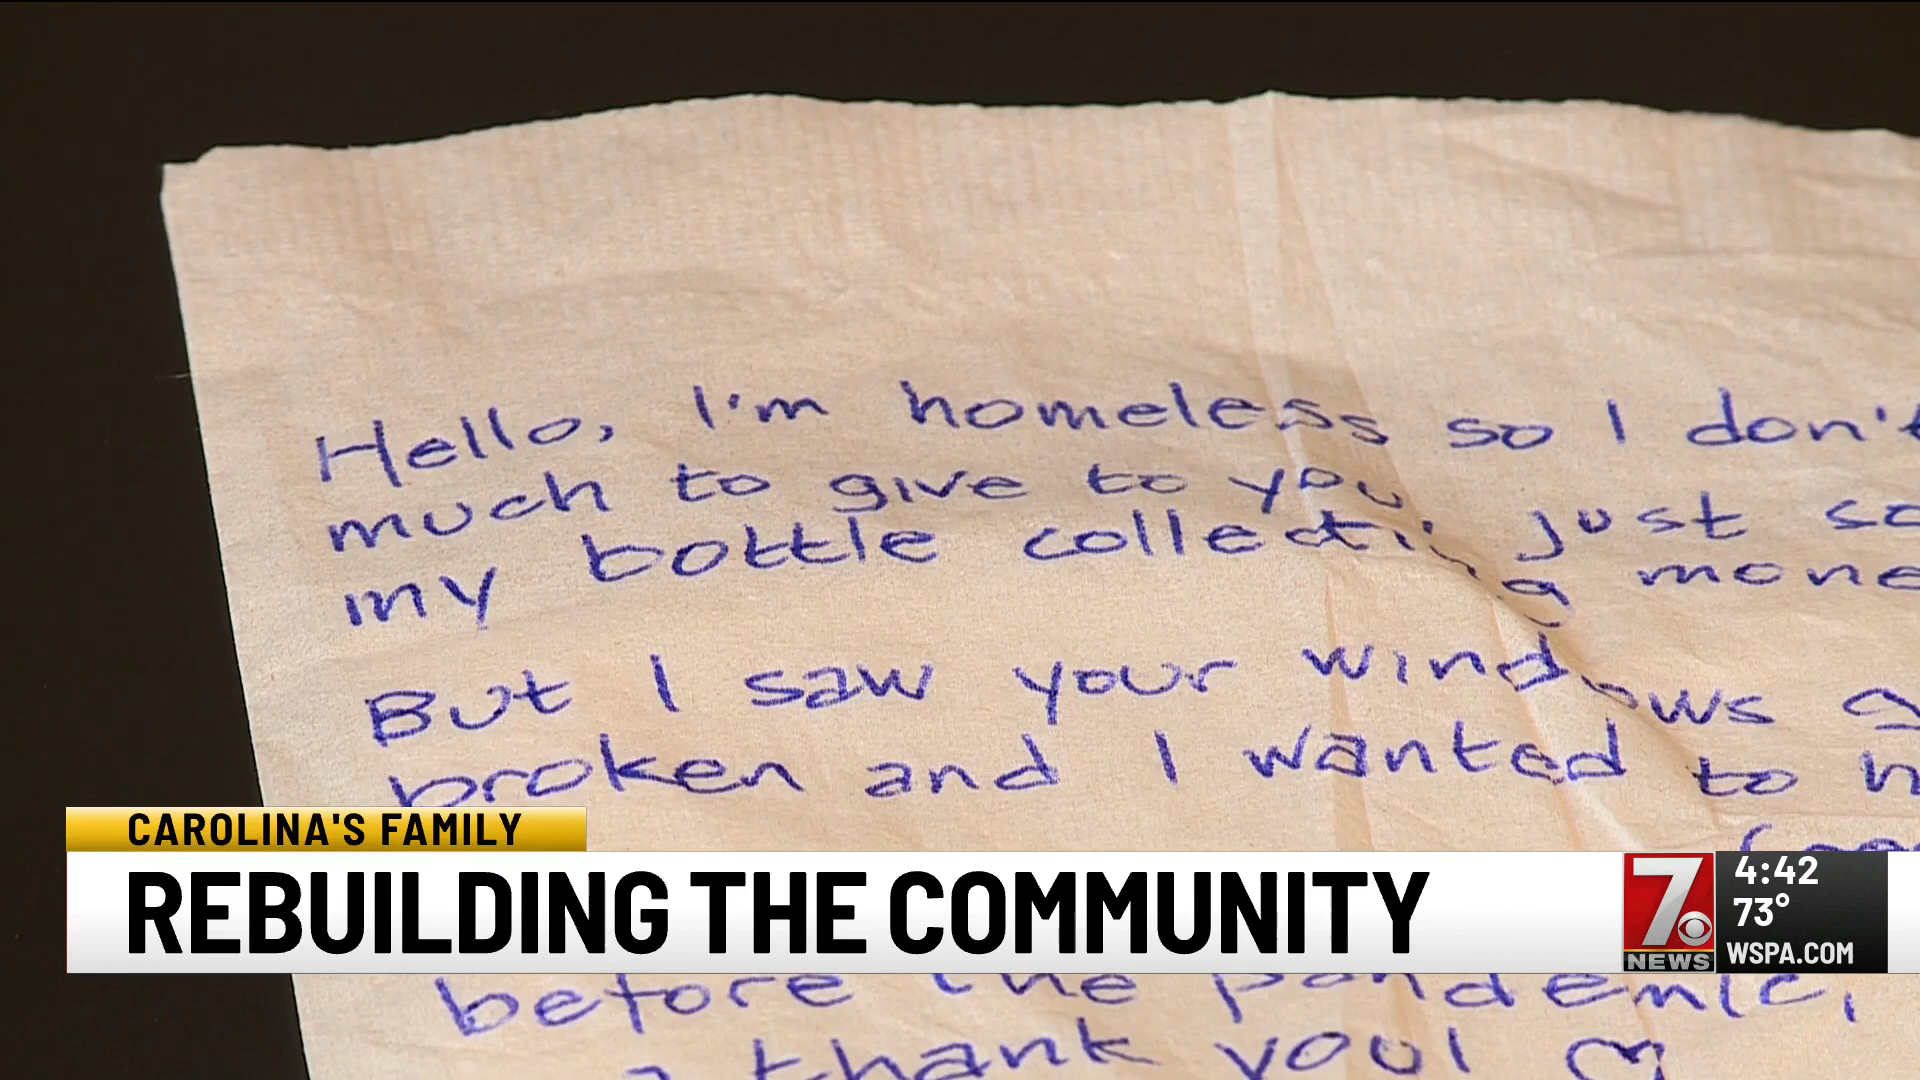 Hello, I'm homeless so I don't
much to give to you just so
my bottle collecting mone
But I saw your windows
broken and I wanted to h
before the pandemic,
thank you!
CAROLINA'S FAMILY
REBUILDING THE COMMUNITY
7
NEWS
4:42
73°
WSPA.COM